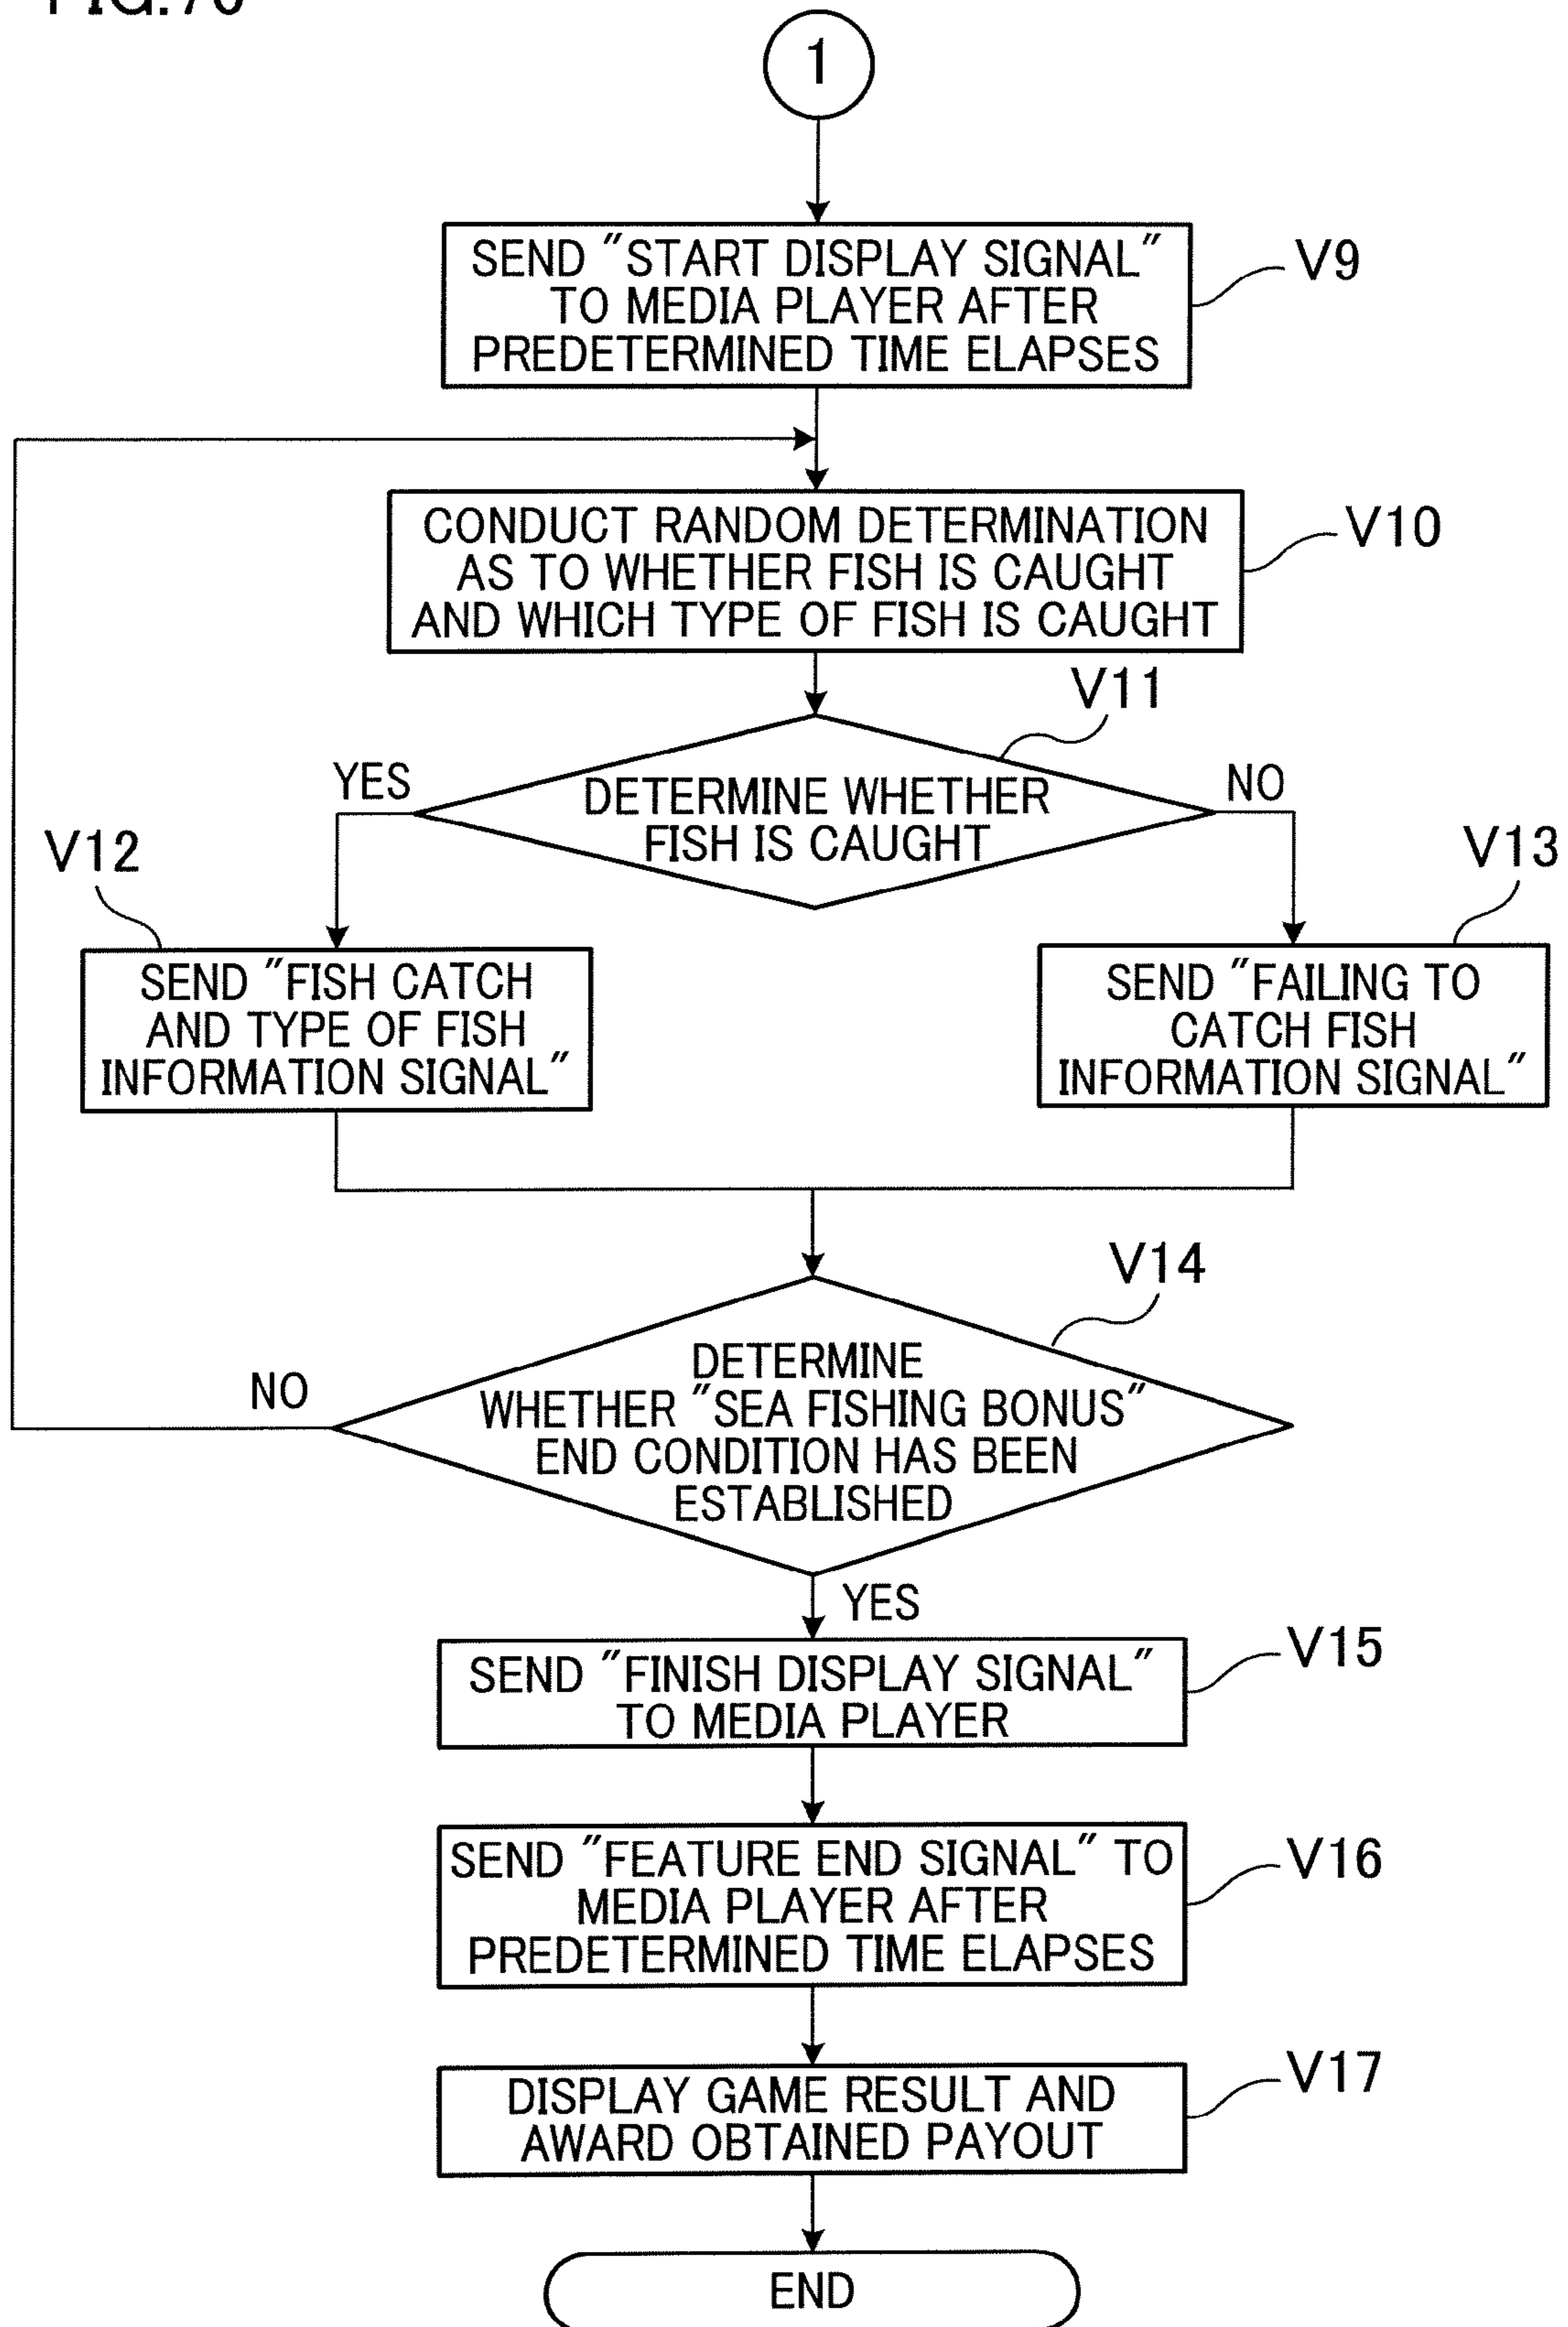 1
SEND "START DISPLAY SIGNAL"
TO MEDIA PLAYER AFTER
PREDETERMINED TIME ELAPSES
V9
CONDUCT RANDOM DETERMINATION
AS TO WHETHER FISH IS CAUGHT
AND WHICH TYPE OF FISH IS CAUGHT
V10
V11
YES
DETERMINE WHETHER
FISH IS CAUGHT
NO
V12
V13
SEND "FISH CATCH
AND TYPE OF FISH
INFORMATION SIGNAL"
SEND "FAILING TO
CATCH FISH
INFORMATION SIGNAL"
V14
NO
DETERMINE
WHETHER "SEA FISHING BONUS"
END CONDITION HAS BEEN
ESTABLISHED
YES
SEND "FINISH DISPLAY SIGNAL"
TO MEDIA PLAYER
V15
SEND "FEATURE END SIGNAL" TO
MEDIA PLAYER AFTER
PREDETERMINED TIME ELAPSES
V16
DISPLAY GAME RESULT AND
AWARD OBTAINED PAYOUT
V17
END